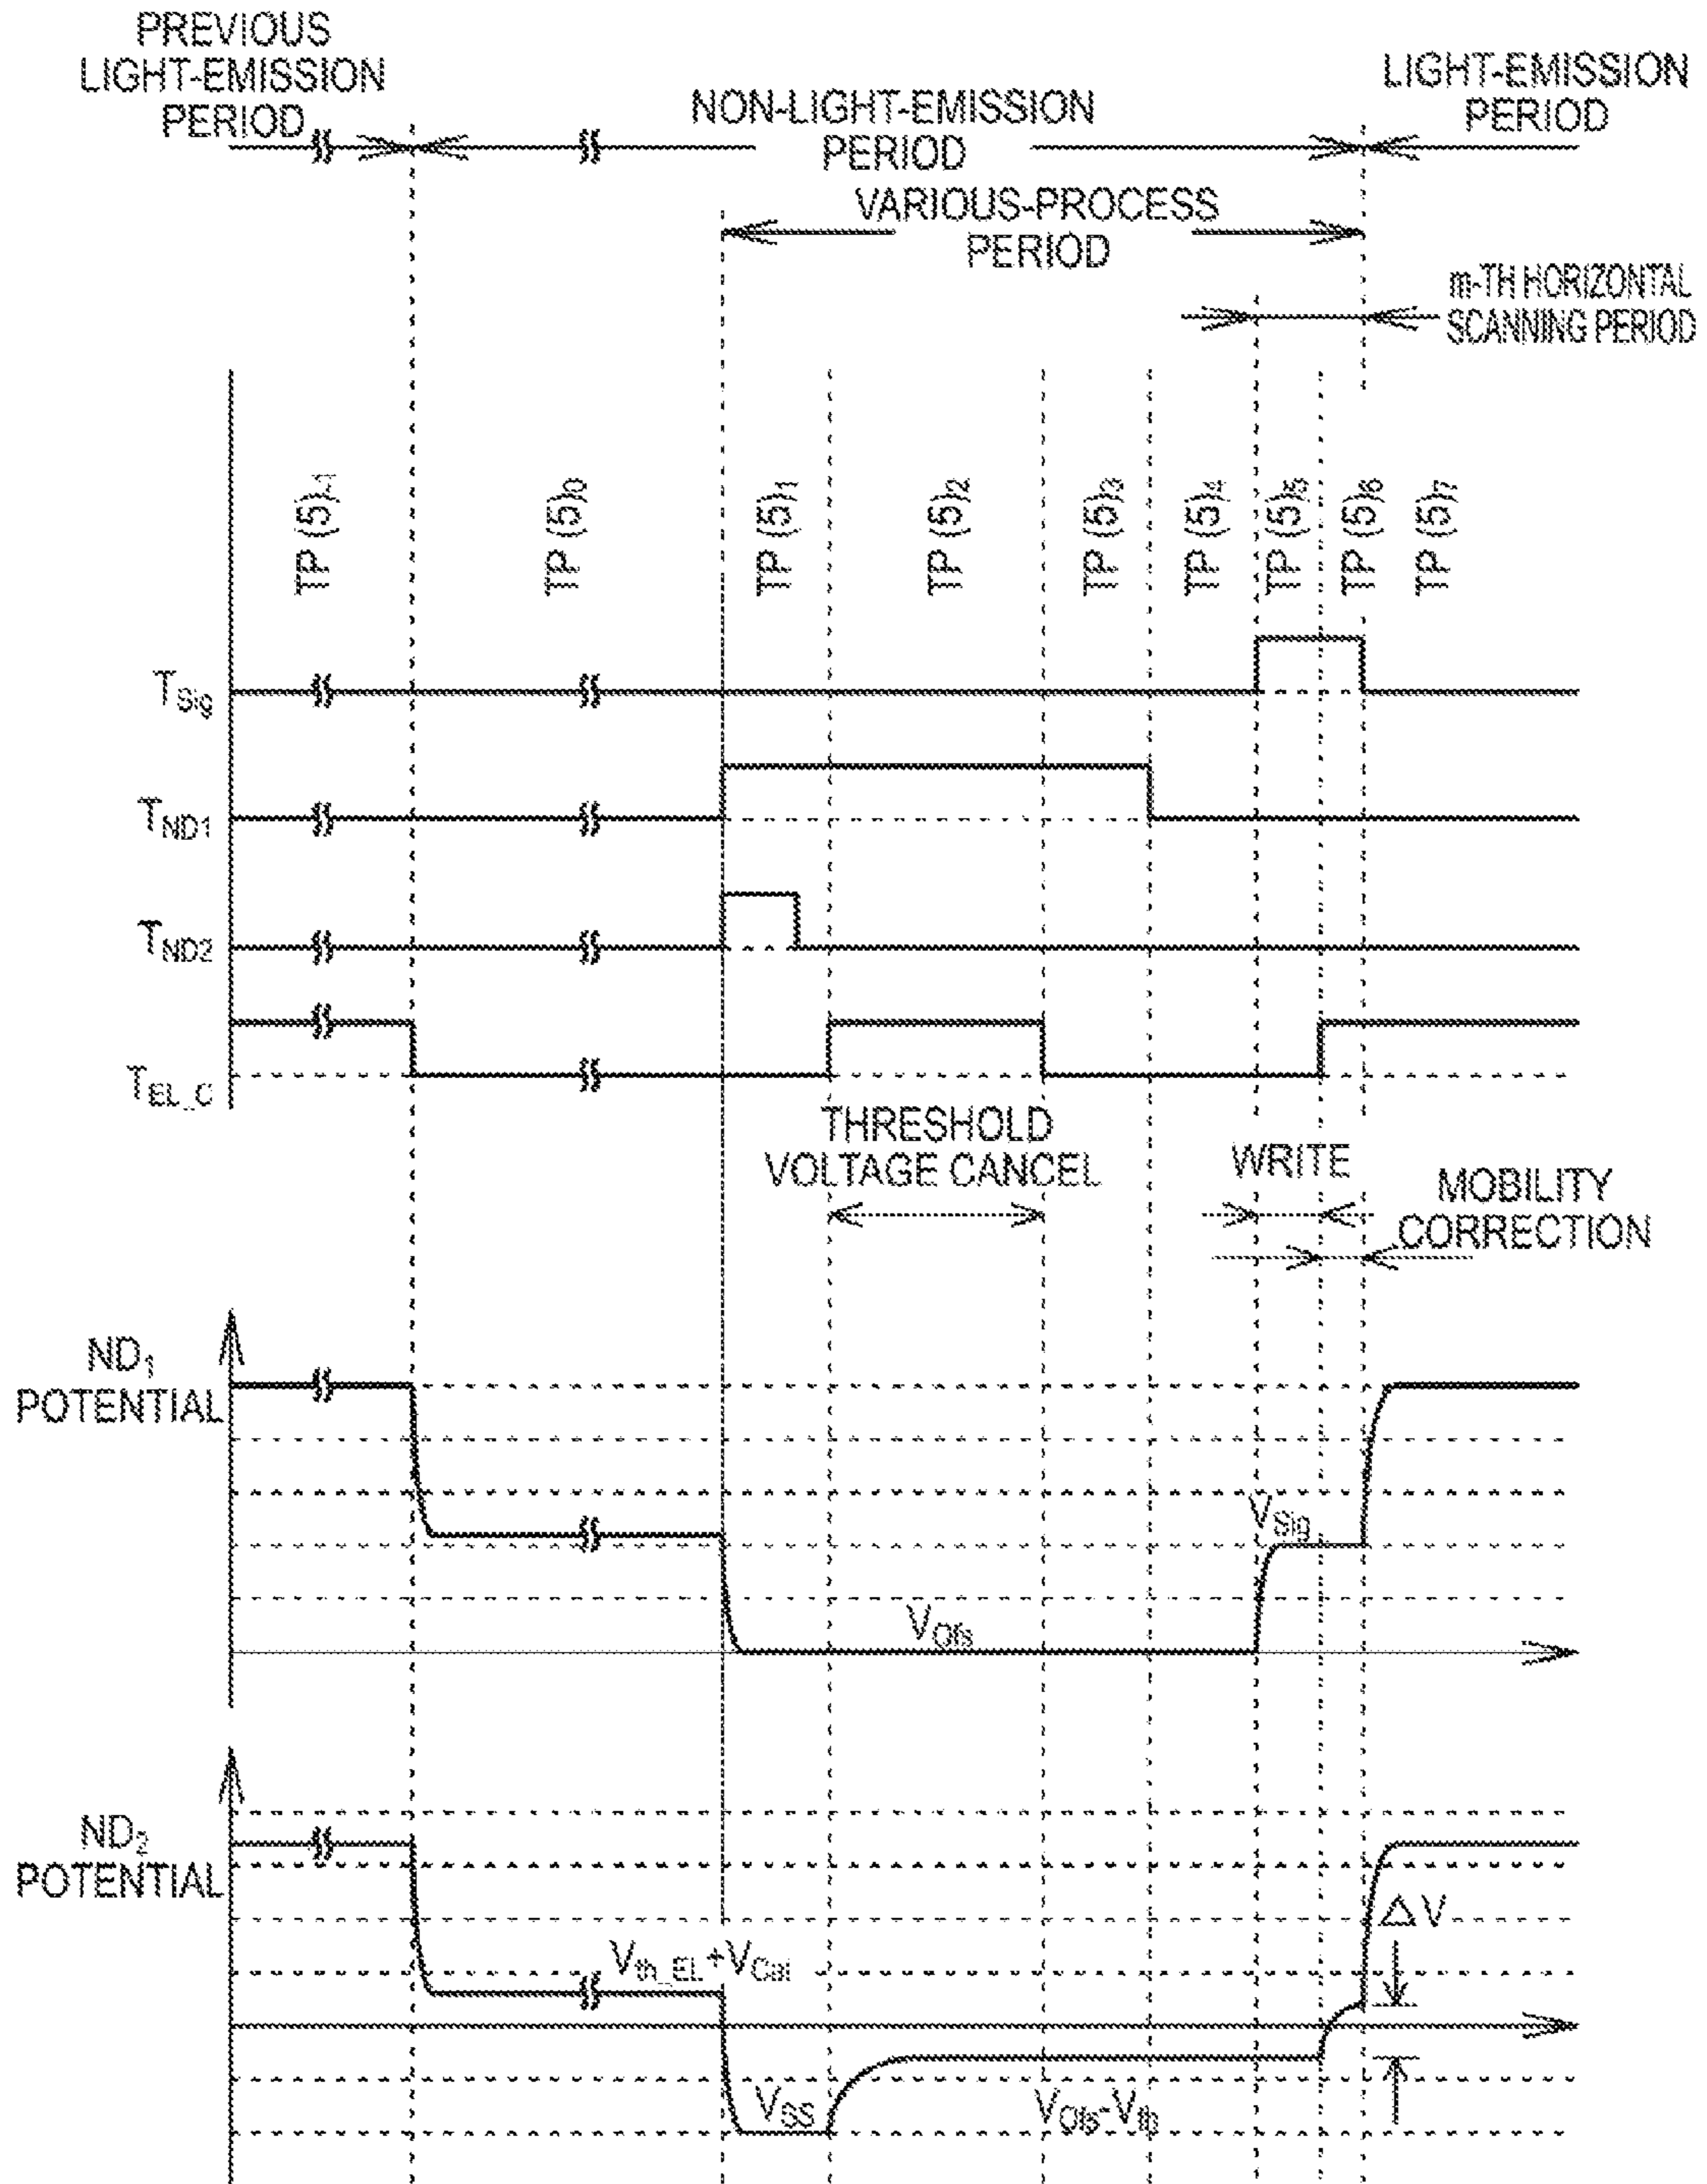 PREVIOUS
LIGHT-EMISSION
PERIOD
NON-LIGHT-EMISSION
PERIOD
LIGHT-EMISSION
PERIOD
VARIOUS-PROCESS
PERIOD
m-TH HORIZONTAL
SCANNING PERIOD
TP (5)-1
TP (5)0
TP (5)1
TP (5)2
TP (5)3
TP (5)4
TP (5)5
TP (5)6
TP (5)7
TSig
TND1
TND2
TEL_C
THRESHOLD
VOLTAGE CANCEL
WRITE
MOBILITY
CORRECTION
ND1
POTENTIAL
VSig
VOfs
ND2
POTENTIAL
ΔV
Vth_EL+VCat
VSS
VOfs-Vth